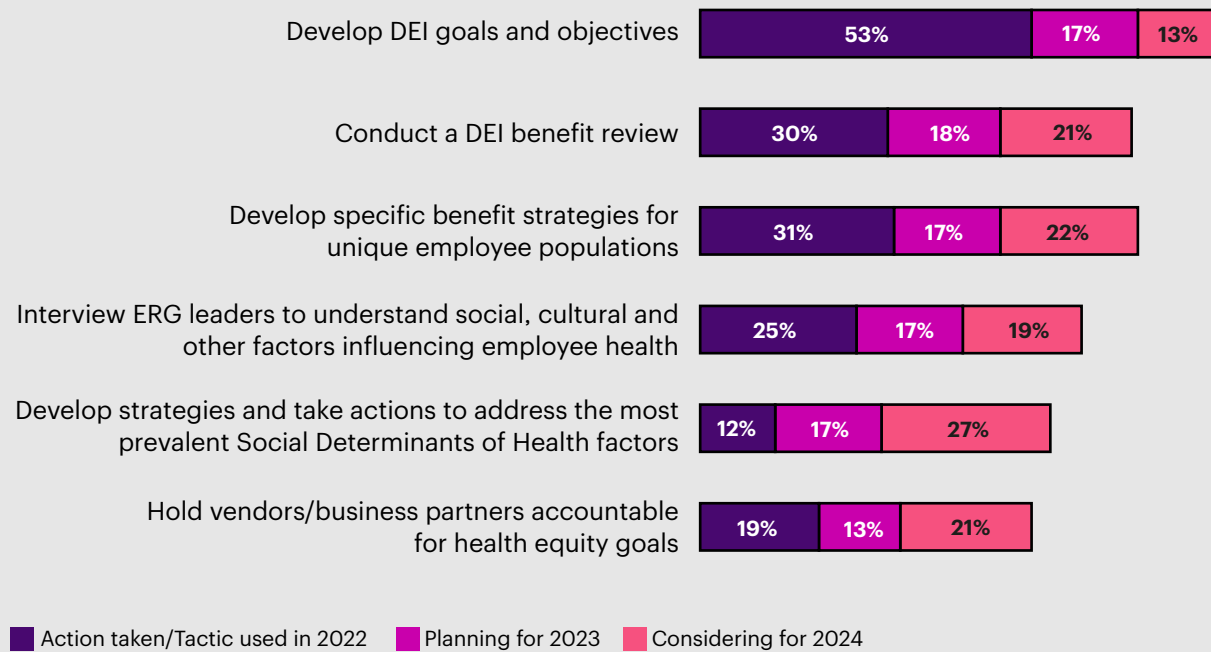 Develop DEI goals and objectives
53% 17% 13%
Conduct a DEI benefit review
30% 18% 21%
Develop specific benefit strategies for
unique employee populations
31% 17% 22%
Interview ERG leaders to understand social, cultural and
other factors influencing employee health
25% 17% 19%
Develop strategies and take actions to address the most
prevalent Social Determinants of Health factors
12% 17% 27%
Hold vendors/business partners accountable
for health equity goals
19% 13% 21%
Action taken/Tactic used in 2022 Planning for 2023 Considering for 2024